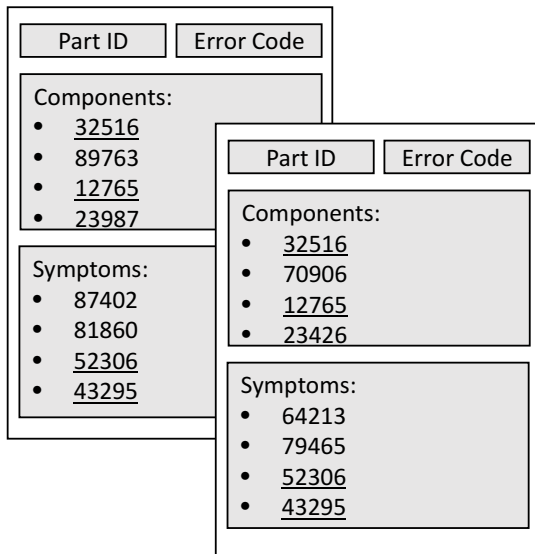 Part ID
Error Code
Components:
• 32516
• 89763
• 12765
• 23987
Symptoms:
• 87402
• 81860
• 52306
• 43295
Part ID
Error Code
Components:
• 32516
• 70906
• 12765
• 23426
Symptoms:
• 64213
• 79465
• 52306
• 43295